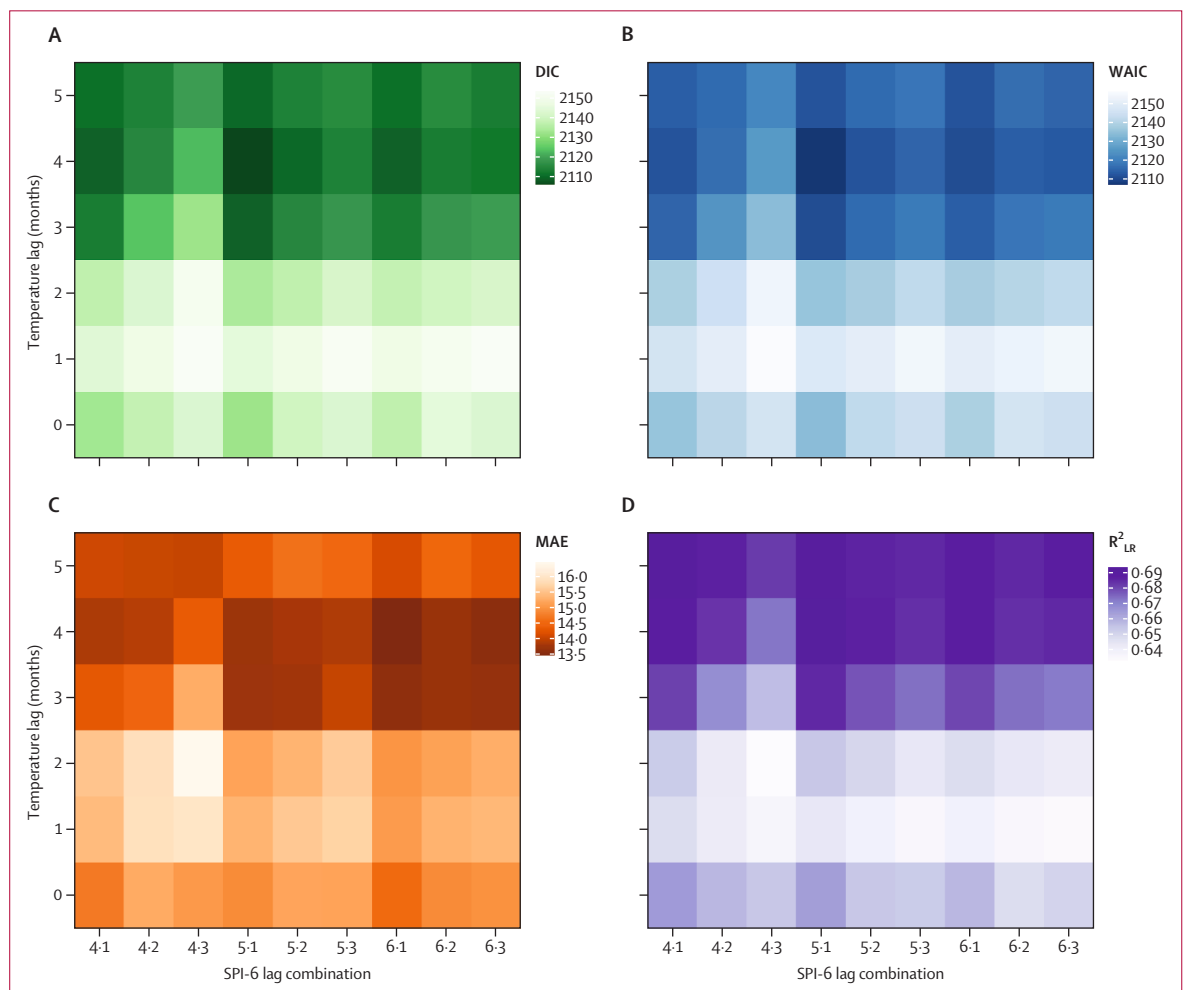 A
DIC
2150
2140
2130
2120
2110
5
4
3
2
1
0
Temperature lag (months)
B
WAIC
2150
2140
2130
2120
2110
C
MAE
16·0
15·5
15·0
14·5
14·0
13·5
5
4
3
2
1
0
Temperature lag (months)
4·1 4·2 4·3 5·1 5·2 5·3 6·1 6·2 6·3
SPI-6 lag combination
D
R²LR
0·69
0·68
0·67
0·66
0·65
0·64
4·1 4·2 4·3 5·1 5·2 5·3 6·1 6·2 6·3
SPI-6 lag combination